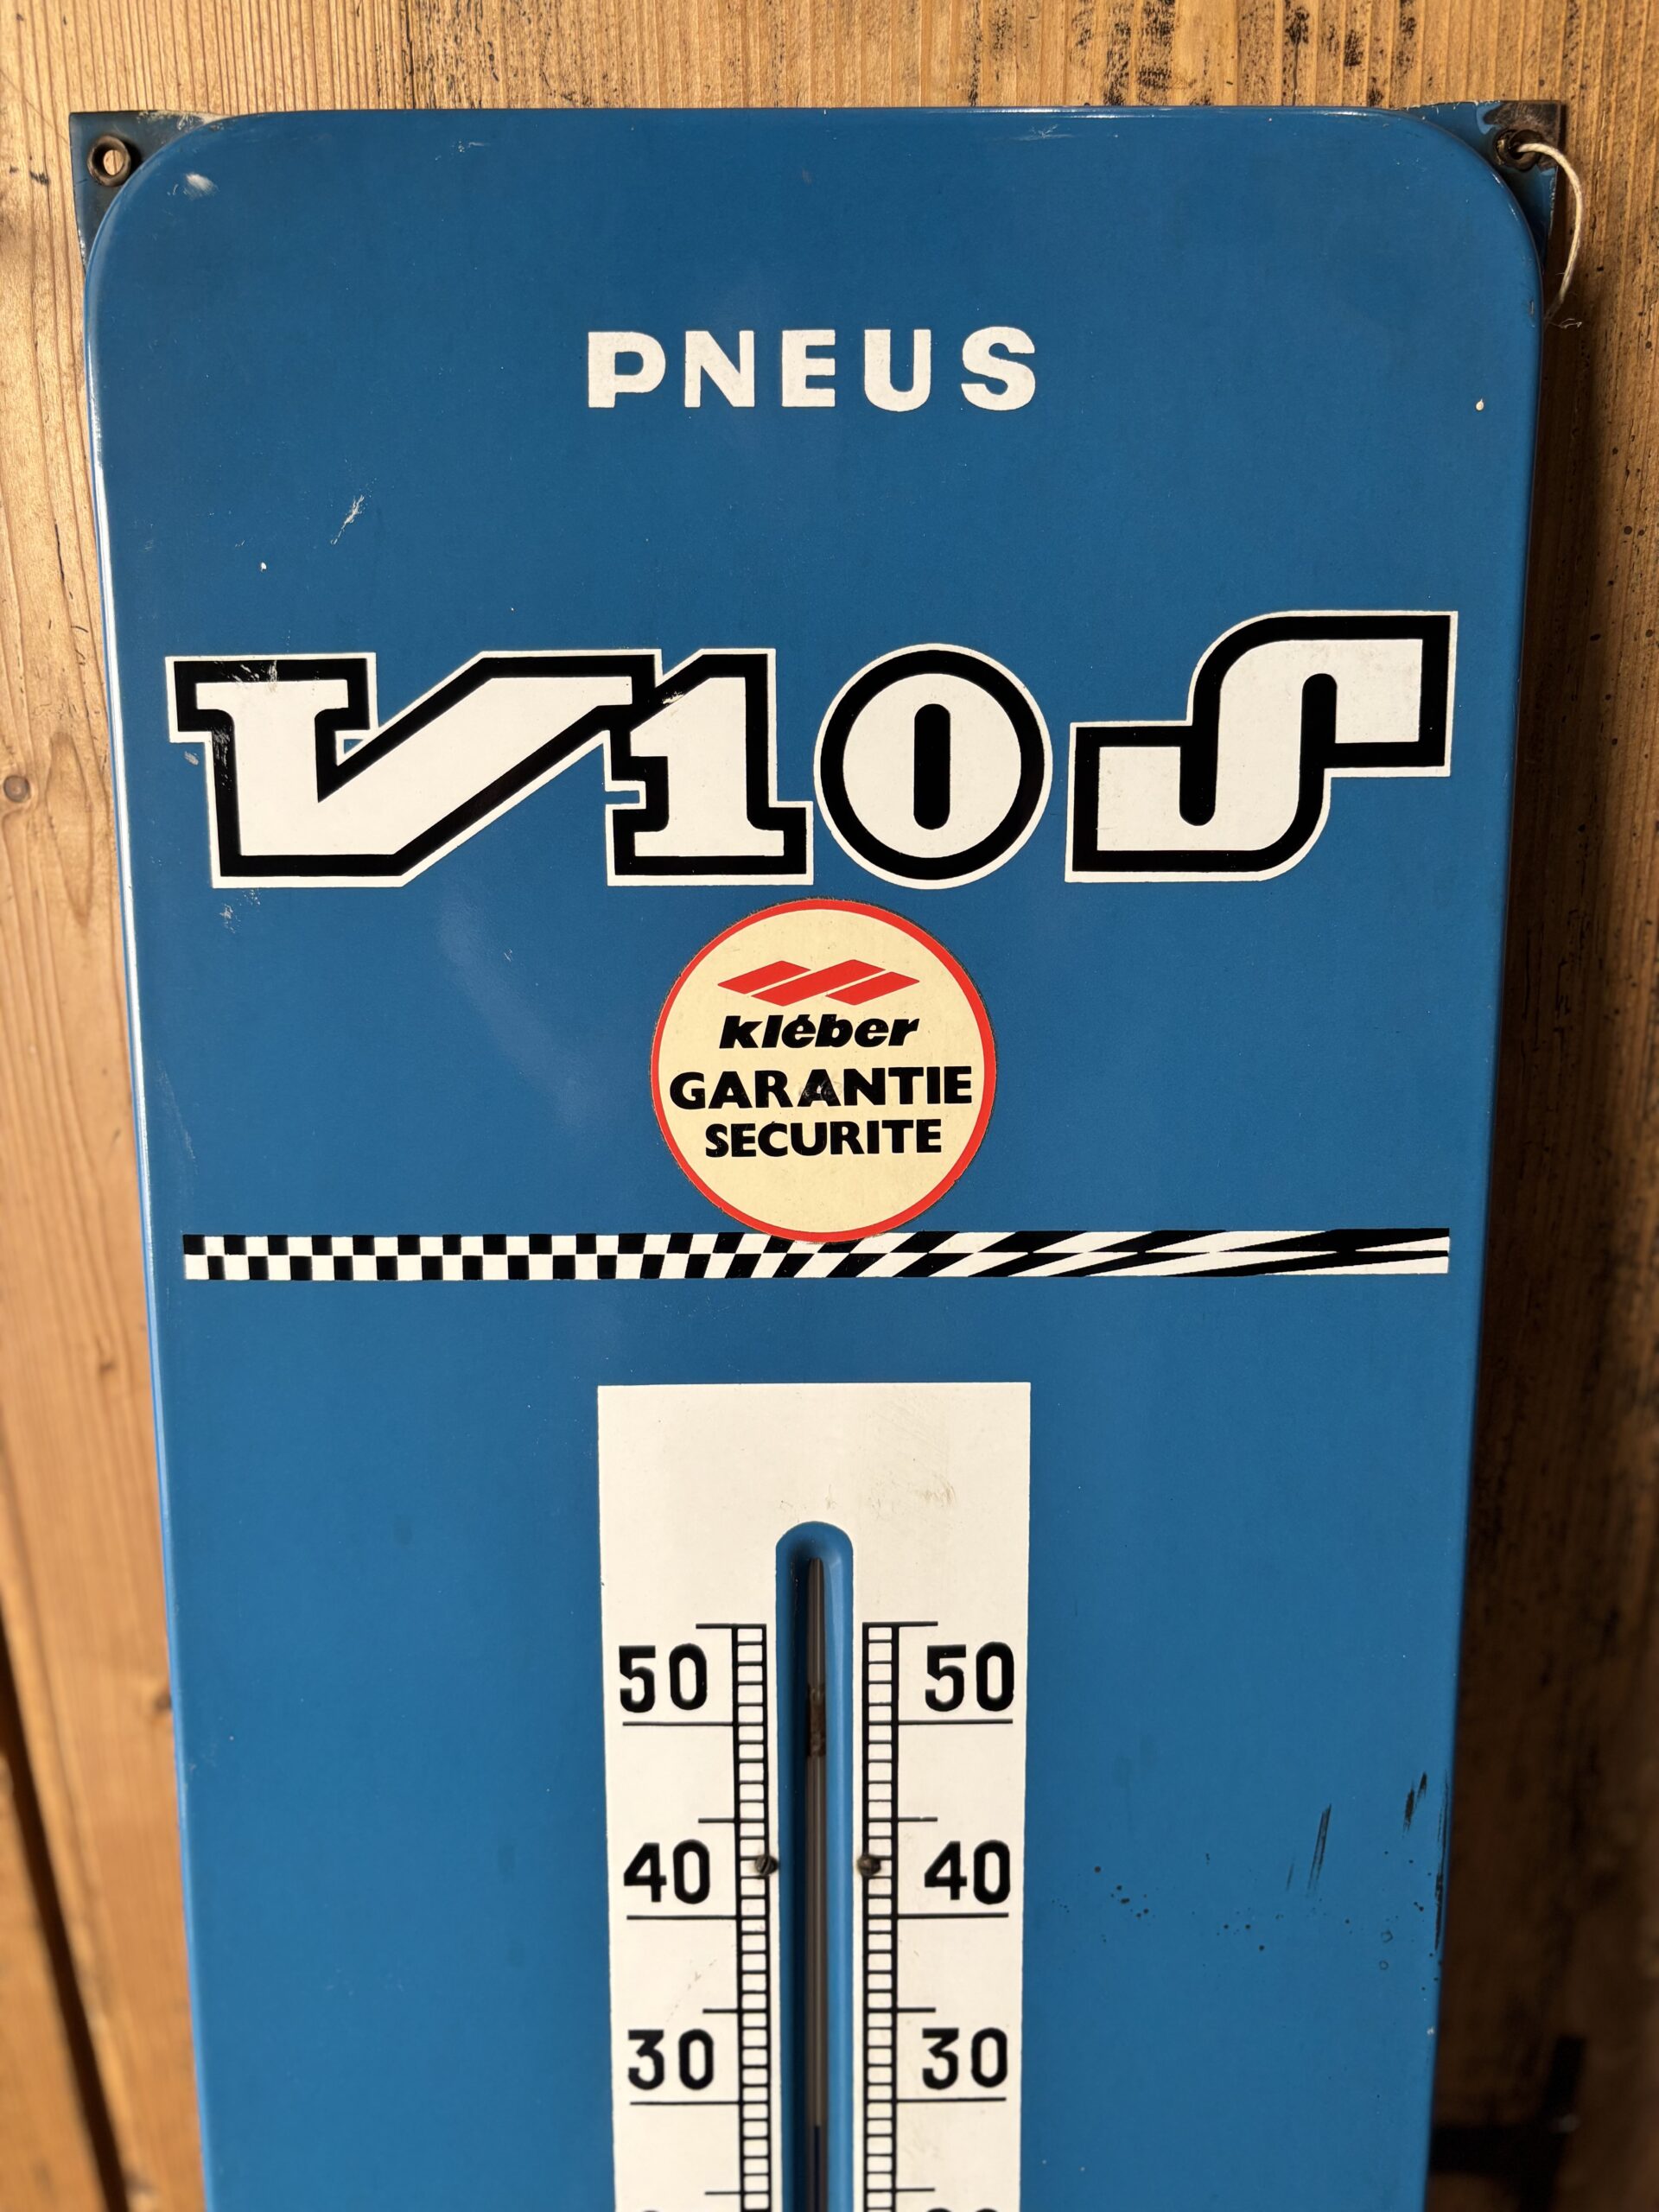 PNEUS
V10S
kléber
GARANTIE
SECURITE
50 50
40 40
30 30